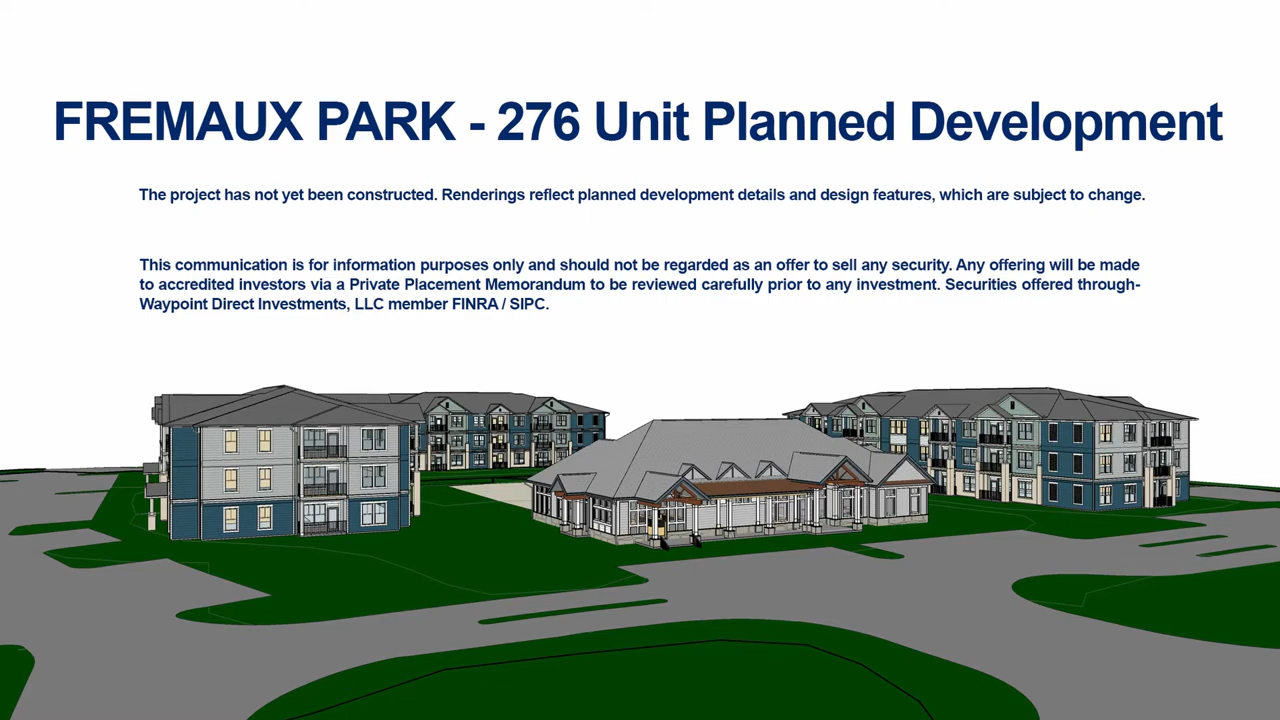 FREMAUX PARK - 276 Unit Planned Development
The project has not yet been constructed. Renderings reflect planned development details and design features, which are subject to change.
This communication is for information purposes only and should not be regarded as an offer to sell any security. Any offering will be made
to accredited investors via a Private Placement Memorandum to be reviewed carefully prior to any investment. Securities offered through-
Waypoint Direct Investments, LLC member FINRA / SIPC.